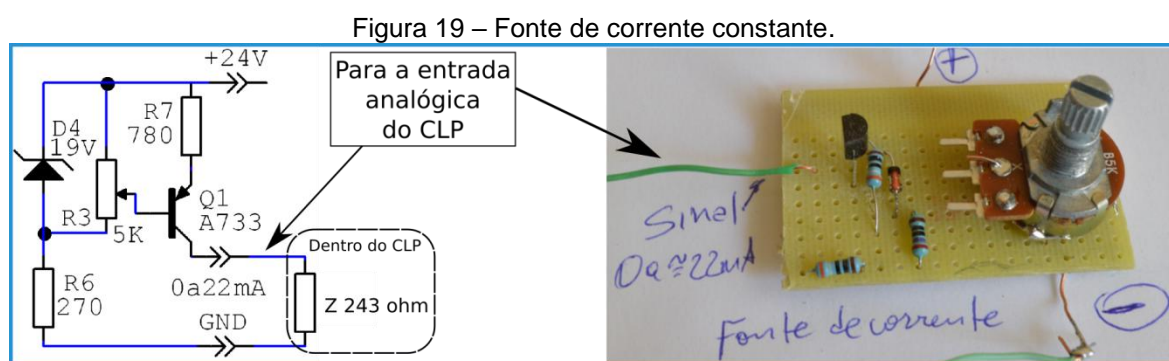 Figura 19 – Fonte de corrente constante.
+24V
Para a entrada
analógica
do CLP
R7
780
D4
19V
Q1
A733
R3
5K
Dentro do CLP
R6
270
0a22mA
Z 243 ohm
GND
B5K
+
Sinal
0a≅22mA
Fonte de corrente
-